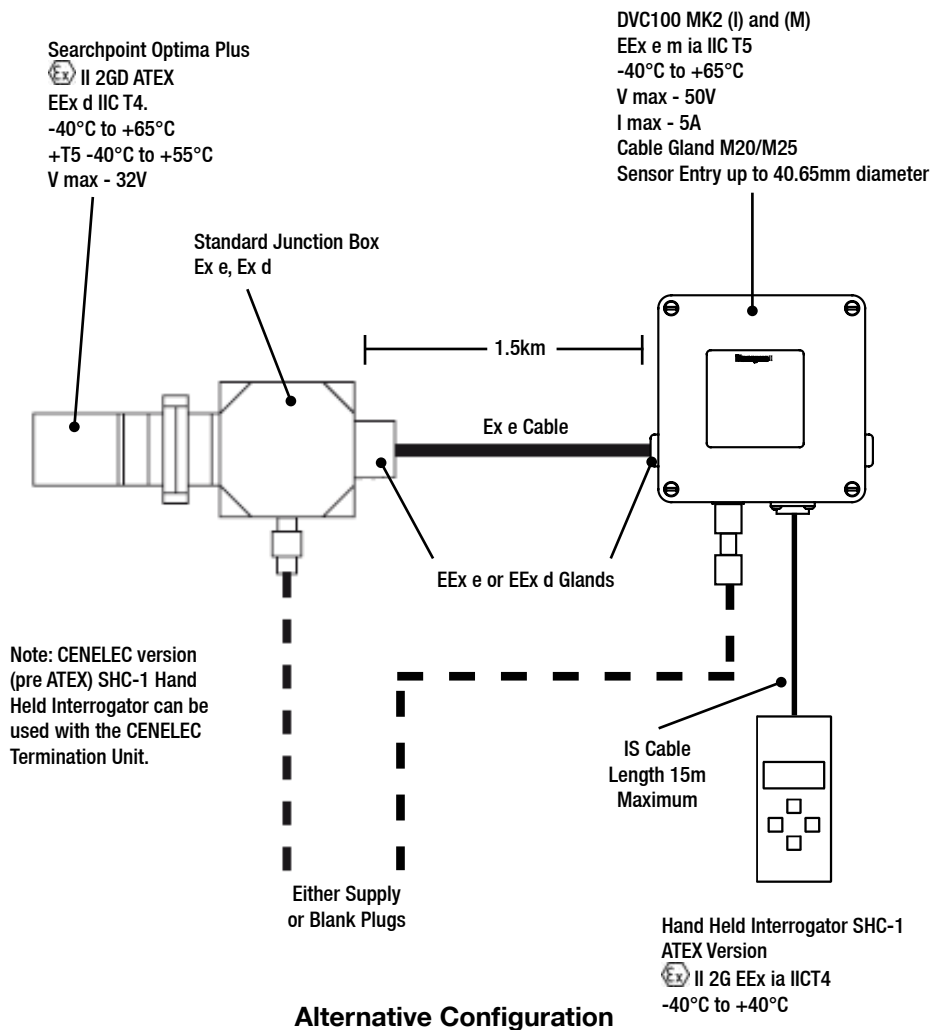 Searchpoint Optima Plus
Ex II 2GD ATEX
EEx d IIC T4.
-40°C to +65°C
+T5 -40°C to +55°C
V max - 32V
DVC100 MK2 (I) and (M)
EEx e m ia IIC T5
-40°C to +65°C
V max - 50V
I max - 5A
Cable Gland M20/M25
Sensor Entry up to 40.65mm diameter
Standard Junction Box
Ex e, Ex d
1.5km
Ex e Cable
EEx e or EEx d Glands
Note: CENELEC version
(pre ATEX) SHC-1 Hand
Held Interrogator can be
used with the CENELEC
Termination Unit.
IS Cable
Length 15m
Maximum
Either Supply
or Blank Plugs
Hand Held Interrogator SHC-1
ATEX Version
Ex II 2G EEx ia IICT4
-40°C to +40°C
Alternative Configuration